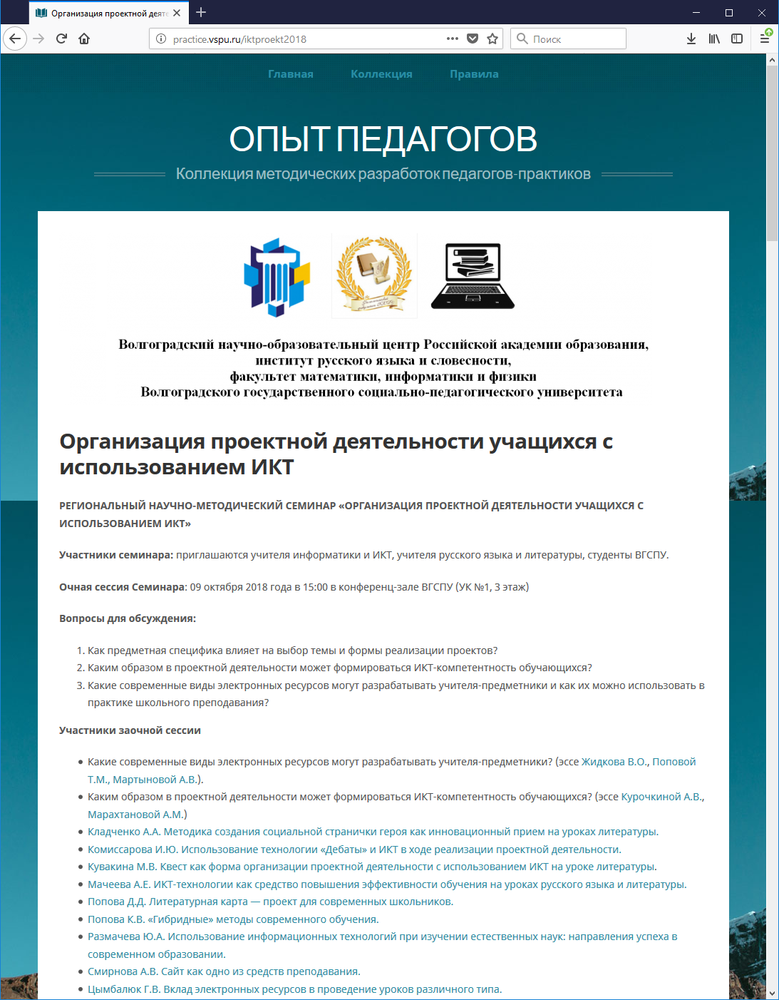 Организация проектной деяте
practice.vspu.ru/iktproekt2018
Поиск
Главная Коллекция Правила
ОПЫТ ПЕДАГОГОВ
Коллекция методических разработок педагогов-практиков
Волгоградский научно-образовательный центр Российской академии образования,
институт русского языка и словесности,
факультет математики, информатики и физики
Волгоградского государственного социально-педагогического университета
Организация проектной деятельности учащихся с
использованием ИКТ
РЕГИОНАЛЬНЫЙ НАУЧНО-МЕТОДИЧЕСКИЙ СЕМИНАР «ОРГАНИЗАЦИЯ ПРОЕКТНОЙ ДЕЯТЕЛЬНОСТИ УЧАЩИХСЯ С
ИСПОЛЬЗОВАНИЕМ ИКТ»
Участники семинара: приглашаются учителя информатики и ИКТ, учителя русского языка и литературы, студенты ВГСПУ.
Очная сессия Семинара: 09 октября 2018 года в 15:00 в конференц-зале ВГСПУ (УК №1, 3 этаж)
Вопросы для обсуждения:
1. Как предметная специфика влияет на выбор темы и формы реализации проектов?
2. Каким образом в проектной деятельности может формироваться ИКТ-компетентность обучающихся?
3. Какие современные виды электронных ресурсов могут разрабатывать учителя-предметники и как их можно использовать в
практике школьного преподавания?
Участники заочной сессии
• Какие современные виды электронных ресурсов могут разрабатывать учителя-предметники? (эссе Жидкова В.О., Поповой
Т.М., Мартыновой А.В.).
• Каким образом в проектной деятельности может формироваться ИКТ-компетентность обучающихся? (эссе Курочкиной А.В.,
Марахтановой А.М.)
• Кладченко А.А. Методика создания социальной странички героя как инновационный прием на уроках литературы.
• Комиссарова И.Ю. Использование технологии «Дебаты» и ИКТ в ходе реализации проектной деятельности.
• Кувакина М.В. Квест как форма организации проектной деятельности с использованием ИКТ на уроке литературы.
• Мачеева А.Е. ИКТ-технологии как средство повышения эффективности обучения на уроках русского языка и литературы.
• Попова Д.Д. Литературная карта — проект для современных школьников.
• Попова К.В. «Гибридные» методы современного обучения.
• Размачева Ю.А. Использование информационных технологий при изучении естественных наук: направления успеха в
современном образовании.
• Смирнова А.В. Сайт как одно из средств преподавания.
• Цымбалюк Г.В. Вклад электронных ресурсов в проведение уроков различного типа.